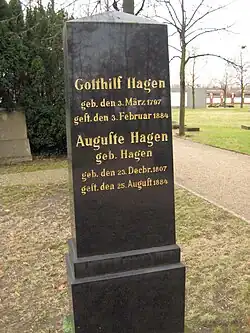 Gotthilf Hagen
geb. den 3. März. 1797
gest. den 3. Februar 1884
Auguste Hagen
geb. Hagen
geb. den 23. Decbr. 1807
gest. den 25. August 1884